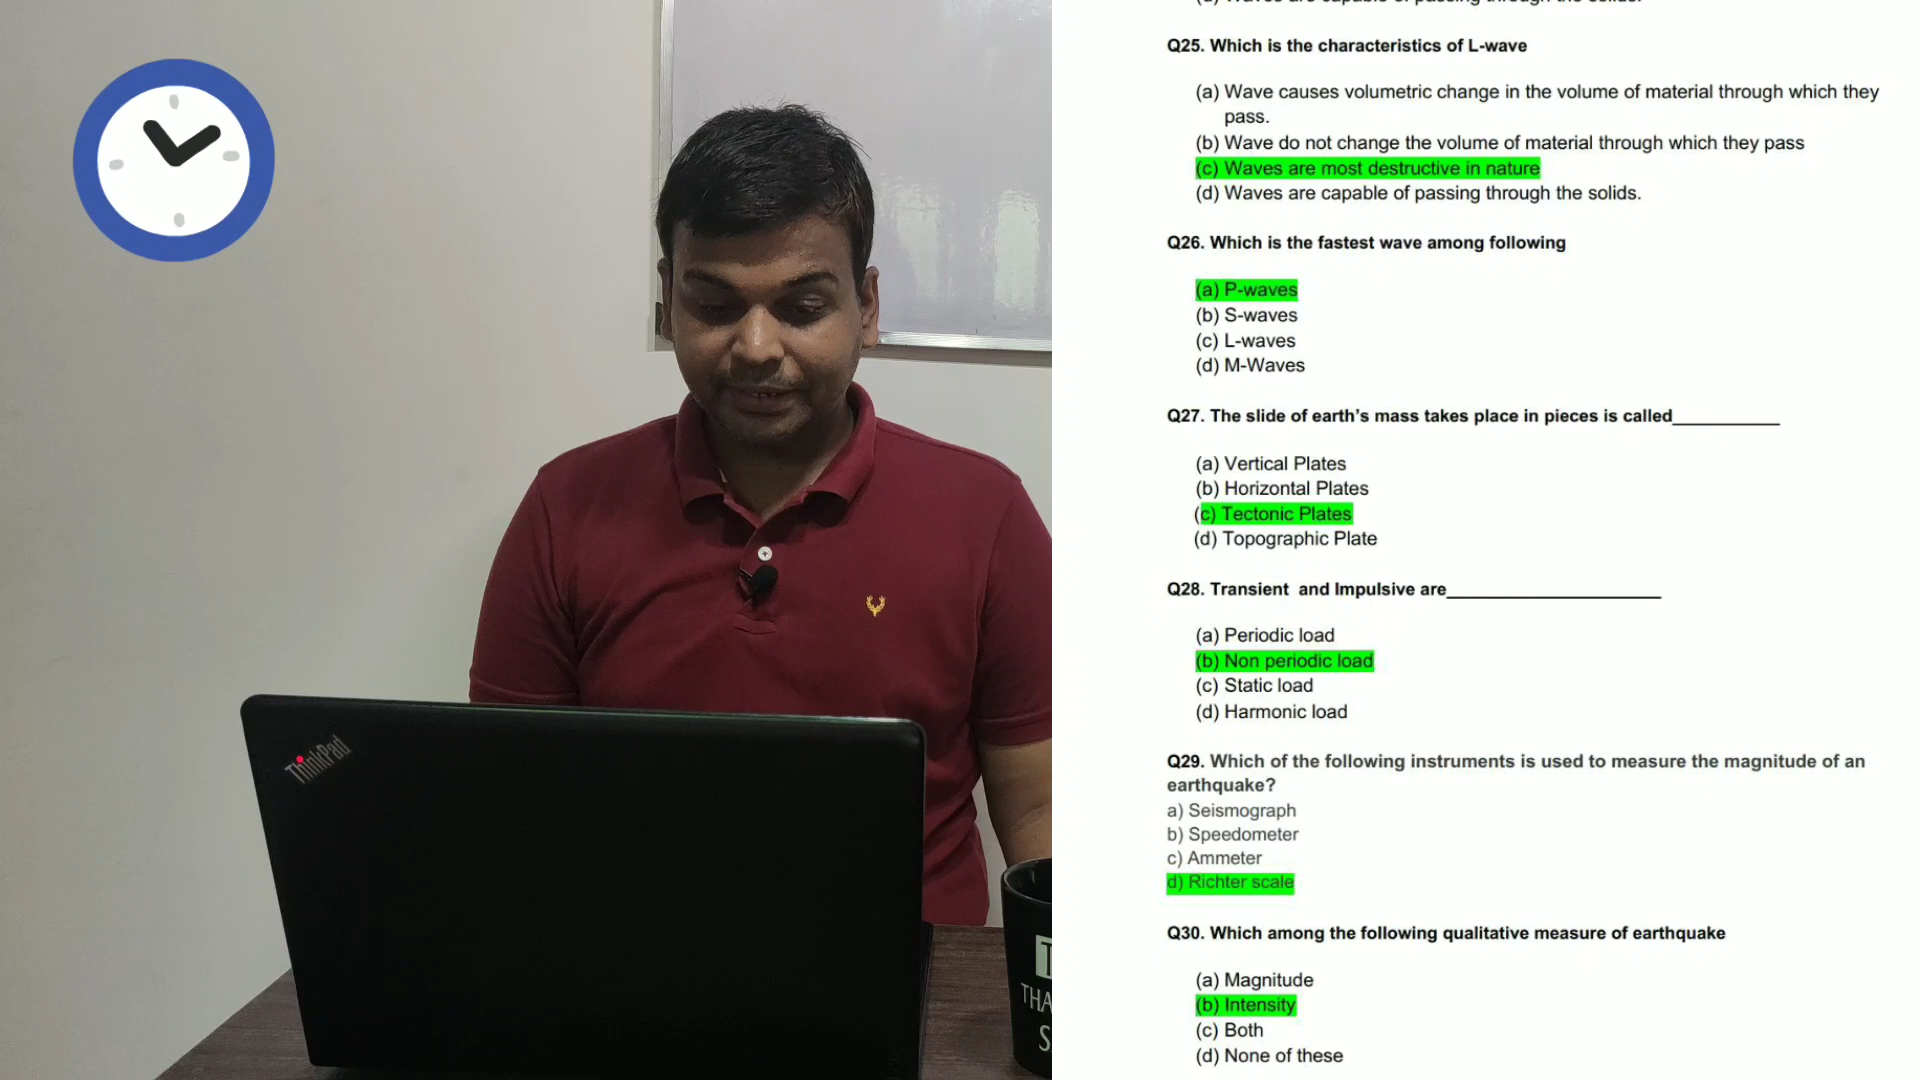 Q25. Which is the characteristics of L-wave
(a) Wave causes volumetric change in the volume of material through which they
pass.
(b) Wave do not change the volume of material through which they pass
(c) Waves are most destructive in nature
(d) Waves are capable of passing through the solids.
Q26. Which is the fastest wave among following
(a) P-waves
(b) S-waves
(c) L-waves
(d) M-Waves
Q27. The slide of earth’s mass takes place in pieces is called___________
(a) Vertical Plates
(b) Horizontal Plates
(c) Tectonic Plates
(d) Topographic Plate
Q28. Transient  and Impulsive are______________________
(a) Periodic load
(b) Non periodic load
(c) Static load
(d) Harmonic load
Q29. Which of the following instruments is used to measure the magnitude of an
earthquake?
a) Seismograph
b) Speedometer
c) Ammeter
d) Richter scale
Q30. Which among the following qualitative measure of earthquake
(a) Magnitude
(b) Intensity
(c) Both
(d) None of these
ThinkPad